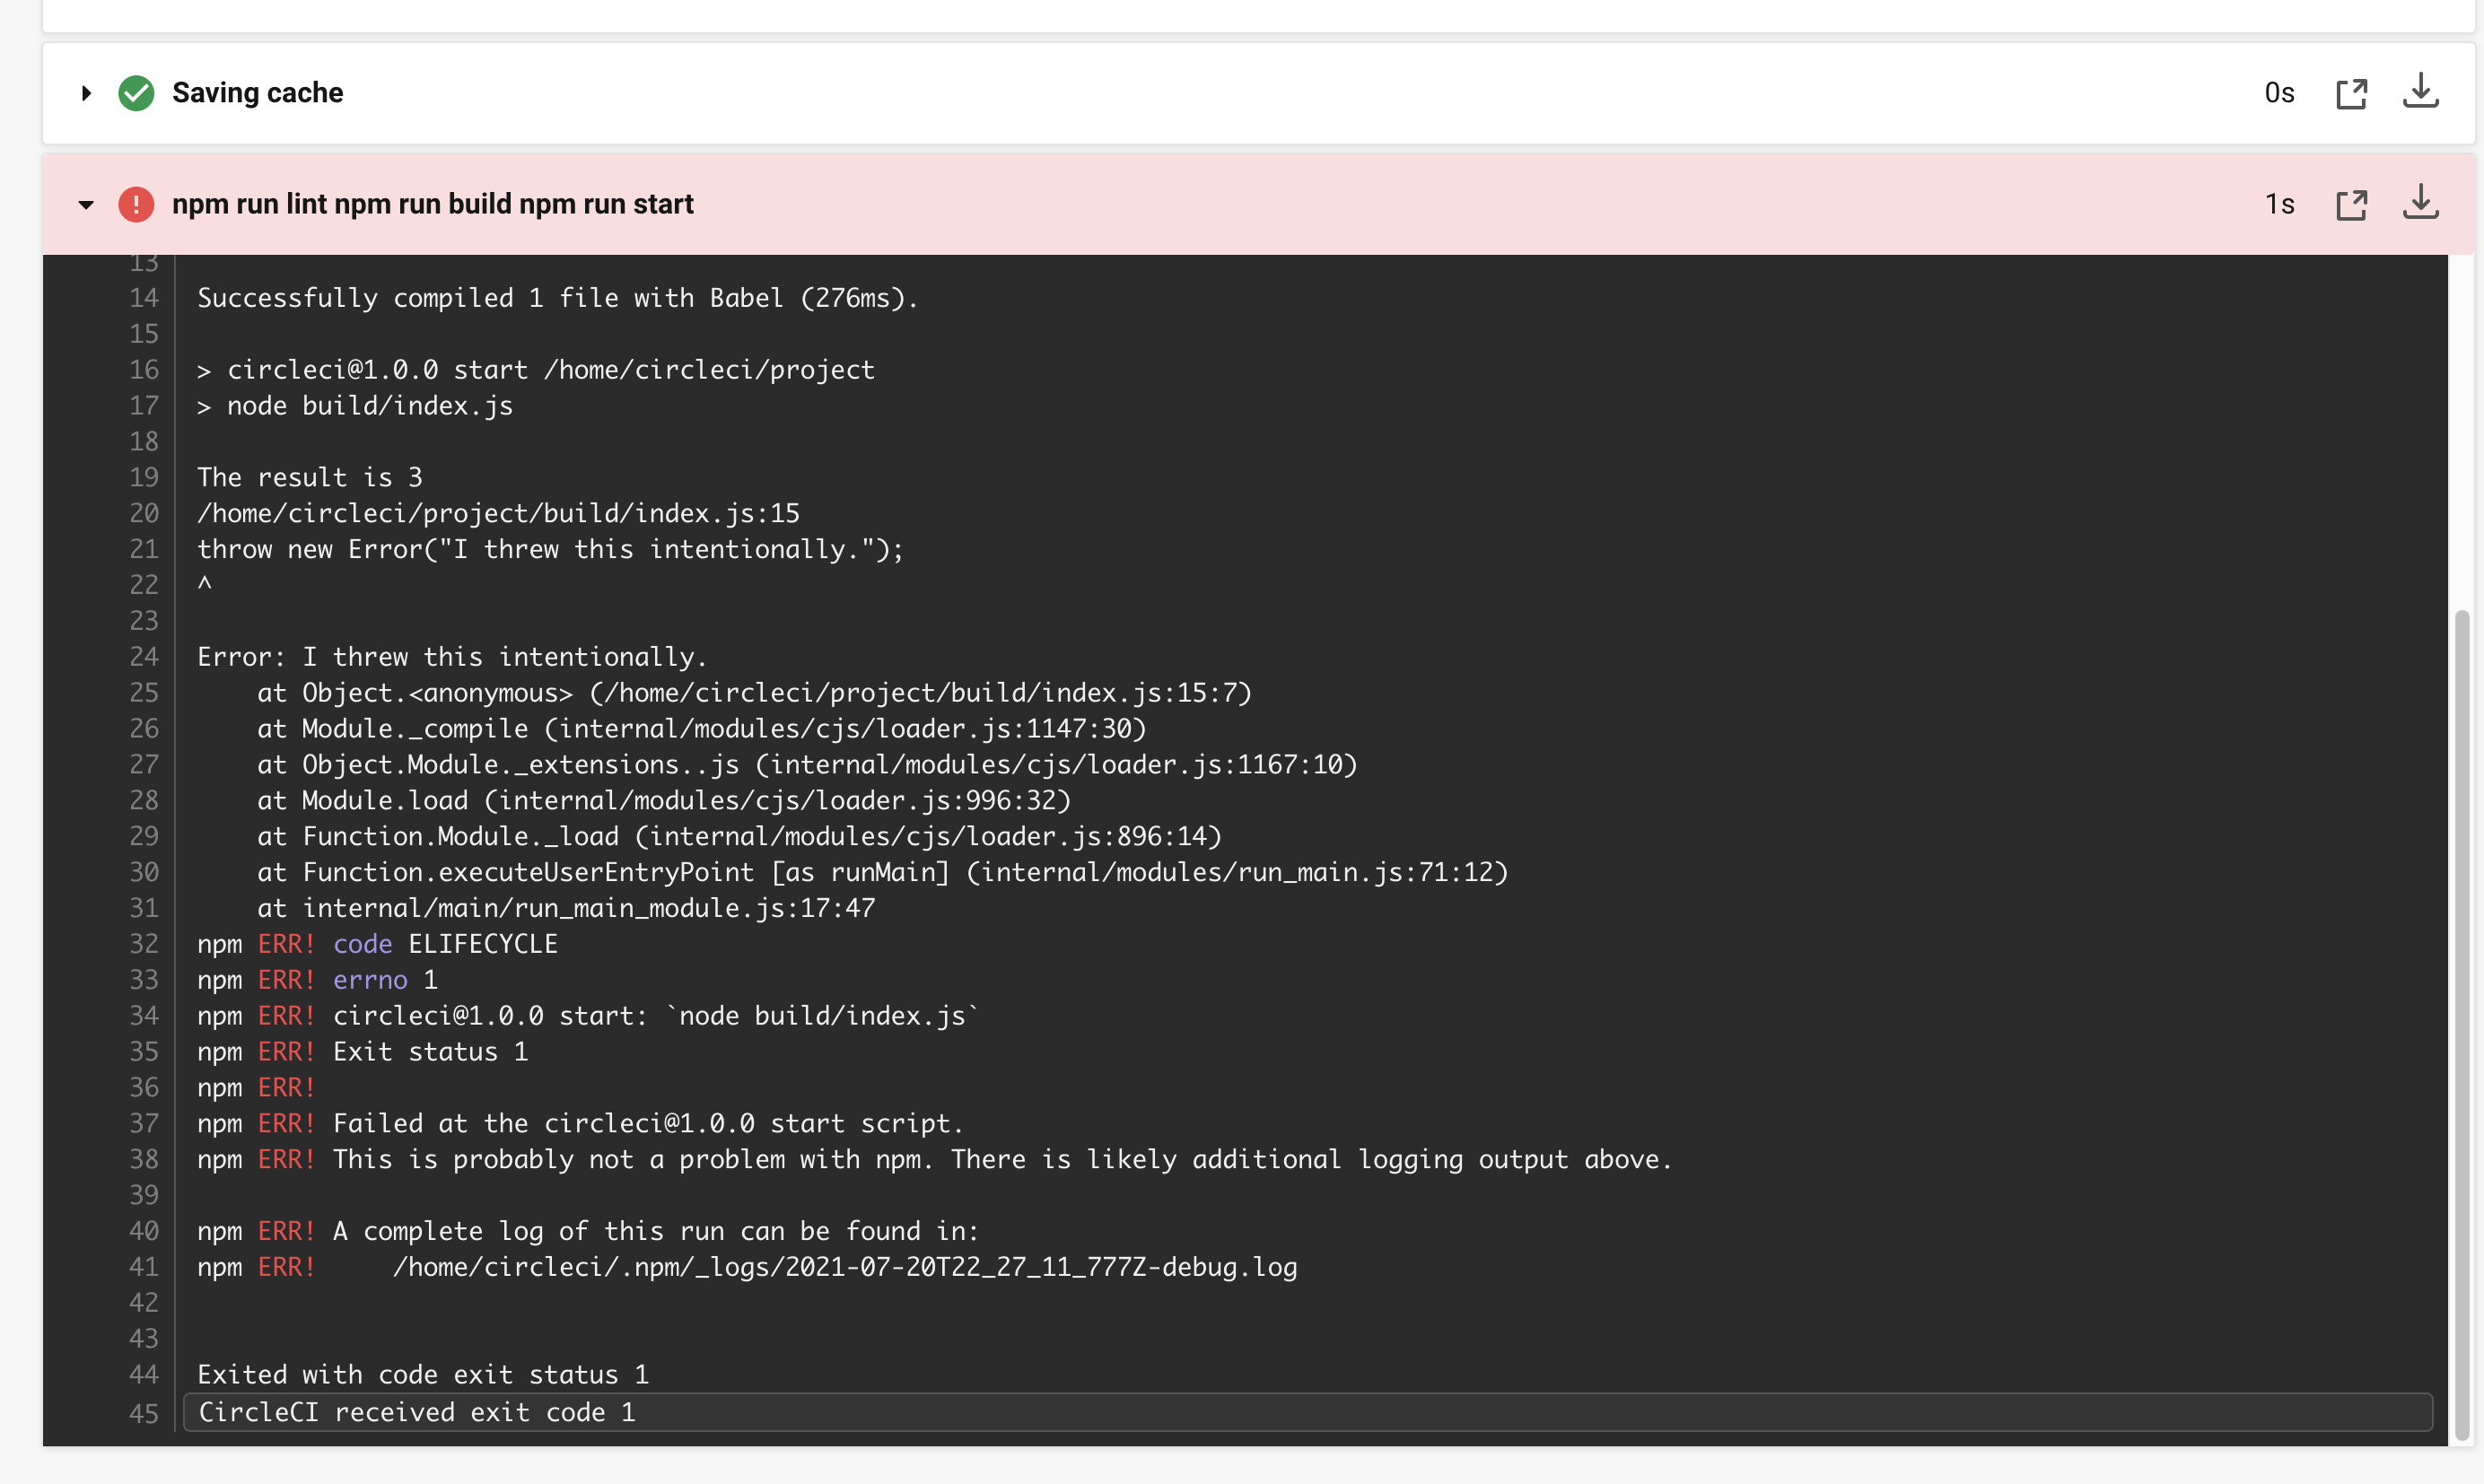 Saving cache 0s
npm run lint npm run build npm run start 1s
13
14 Successfully compiled 1 file with Babel (276ms).
15
16 > circleci@1.0.0 start /home/circleci/project
17 > node build/index.js
18
19 The result is 3
20 /home/circleci/project/build/index.js:15
21 throw new Error("I threw this intentionally.");
22 ^
23
24 Error: I threw this intentionally.
25     at Object.<anonymous> (/home/circleci/project/build/index.js:15:7)
26     at Module._compile (internal/modules/cjs/loader.js:1147:30)
27     at Object.Module._extensions..js (internal/modules/cjs/loader.js:1167:10)
28     at Module.load (internal/modules/cjs/loader.js:996:32)
29     at Function.Module._load (internal/modules/cjs/loader.js:896:14)
30     at Function.executeUserEntryPoint [as runMain] (internal/modules/run_main.js:71:12)
31     at internal/main/run_main_module.js:17:47
32 npm ERR! code ELIFECYCLE
33 npm ERR! errno 1
34 npm ERR! circleci@1.0.0 start: `node build/index.js`
35 npm ERR! Exit status 1
36 npm ERR!
37 npm ERR! Failed at the circleci@1.0.0 start script.
38 npm ERR! This is probably not a problem with npm. There is likely additional logging output above.
39
40 npm ERR! A complete log of this run can be found in:
41 npm ERR!     /home/circleci/.npm/_logs/2021-07-20T22_27_11_777Z-debug.log
42
43
44 Exited with code exit status 1
45 CircleCI received exit code 1